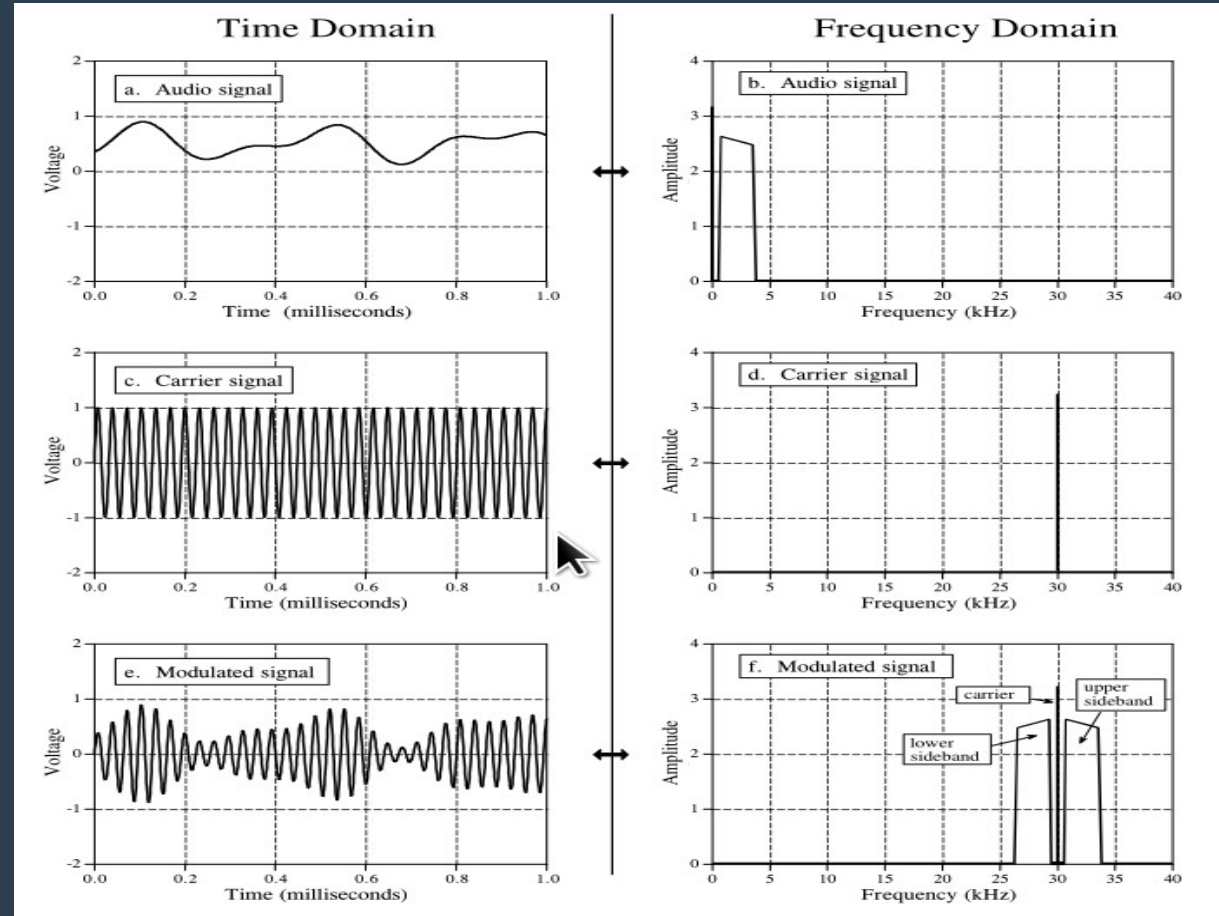 Time Domain
Frequency Domain
2
1
0
-1
-2
Voltage
a. Audio signal
0.0 0.2 0.4 0.6 0.8 1.0
Time (milliseconds)
4
3
2
1
0
Amplitude
b. Audio signal
0 5 10 15 20 25 30 35 40
Frequency (kHz)
2
1
0
-1
-2
Voltage
c. Carrier signal
0.0 0.2 0.4 0.6 0.8 1.0
Time (milliseconds)
4
3
2
1
0
Amplitude
d. Carrier signal
0 5 10 15 20 25 30 35 40
Frequency (kHz)
2
1
0
-1
-2
Voltage
e. Modulated signal
0.0 0.2 0.4 0.6 0.8 1.0
Time (milliseconds)
4
3
2
1
0
Amplitude
f. Modulated signal
carrier
upper
sideband
lower
sideband
0 5 10 15 20 25 30 35 40
Frequency (kHz)